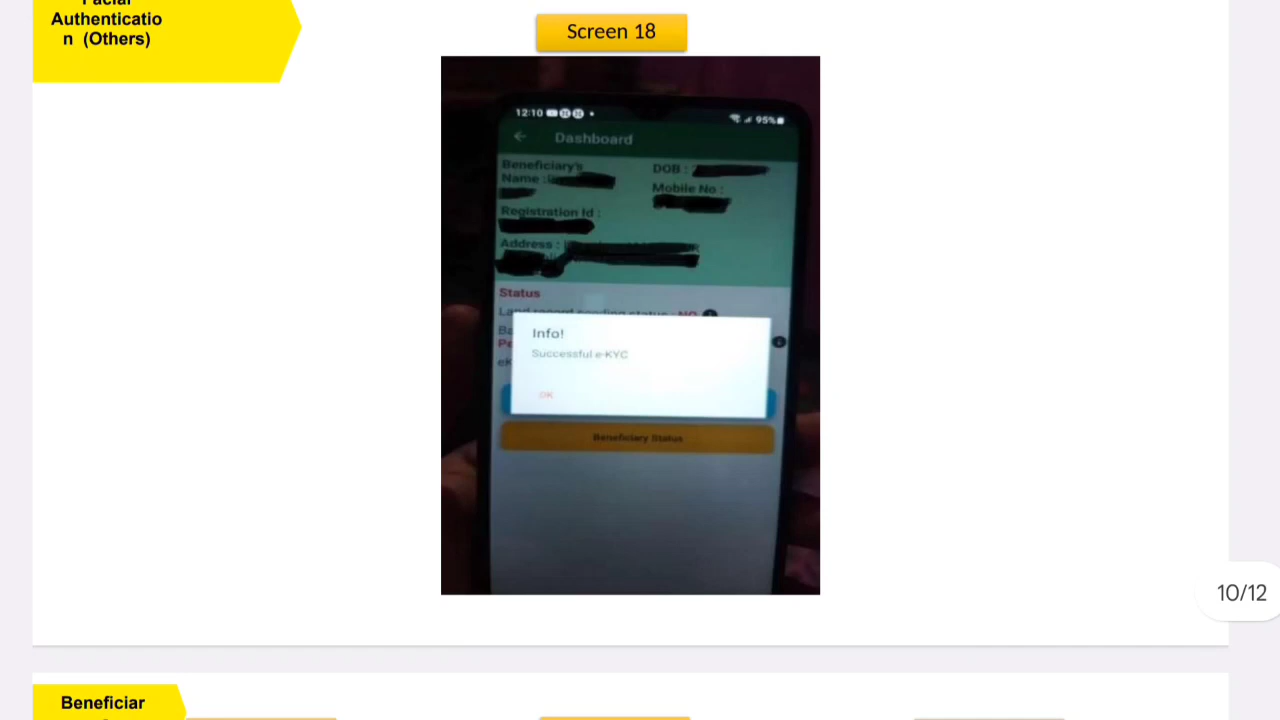 Authenticatio
n (Others)
Screen 18
12:10
95%
Dashboard
Beneficiary's
Name :
DOB :
Mobile No :
Registration Id :
Address :
Status
Info!
Successful e-KYC
OK
Beneficiary Status
10/12
Beneficiar